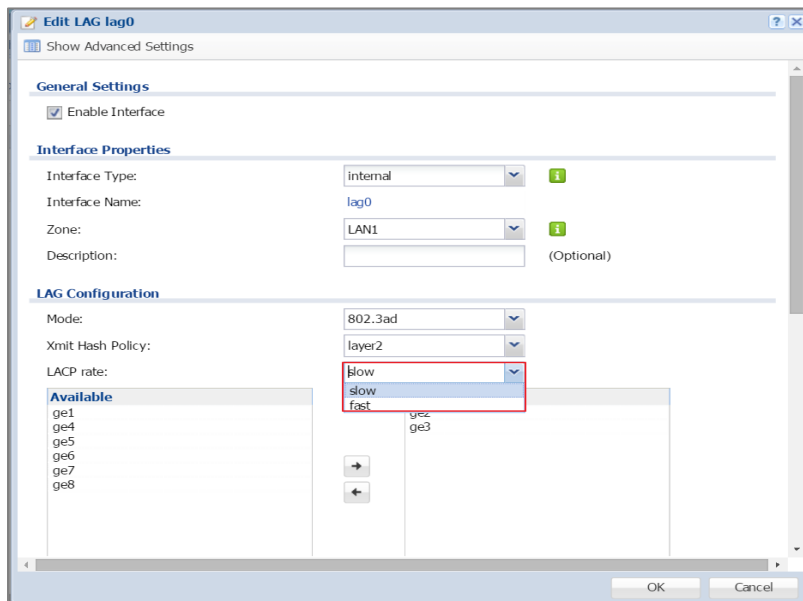 Edit LAG lag0
Show Advanced Settings
General Settings
Enable Interface
Interface Properties
Interface Type: internal
Interface Name: lag0
Zone: LAN1
Description: (Optional)
LAG Configuration
Mode: 802.3ad
Xmit Hash Policy: layer2
LACP rate: slow
slow
fast
Available
ge1
ge4
ge5
ge6
ge7
ge8
ge2
ge3
OK Cancel